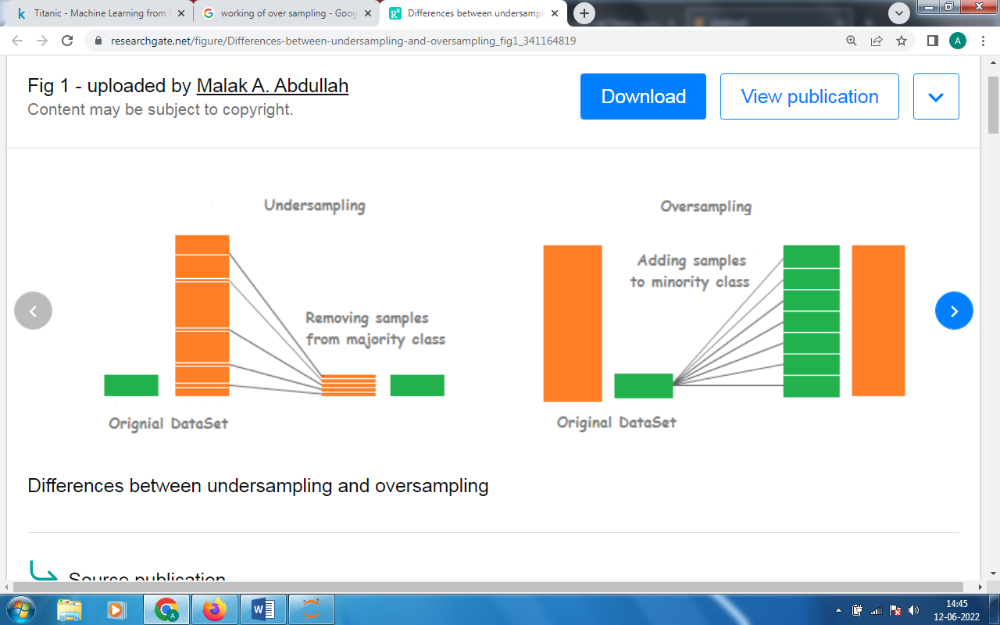 Titanic - Machine Learning from
working of over sampling - Goog
Differences between undersampl
researchgate.net/figure/Differences-between-undersampling-and-oversampling_fig1_341164819
A
Fig 1 - uploaded by Malak A. Abdullah
Content may be subject to copyright.
Download
View publication
Undersampling
Removing samples
from majority class
Orignial DataSet
Oversampling
Adding samples
to minority class
Original DataSet
Differences between undersampling and oversampling
Source publication
14:45
12-06-2022